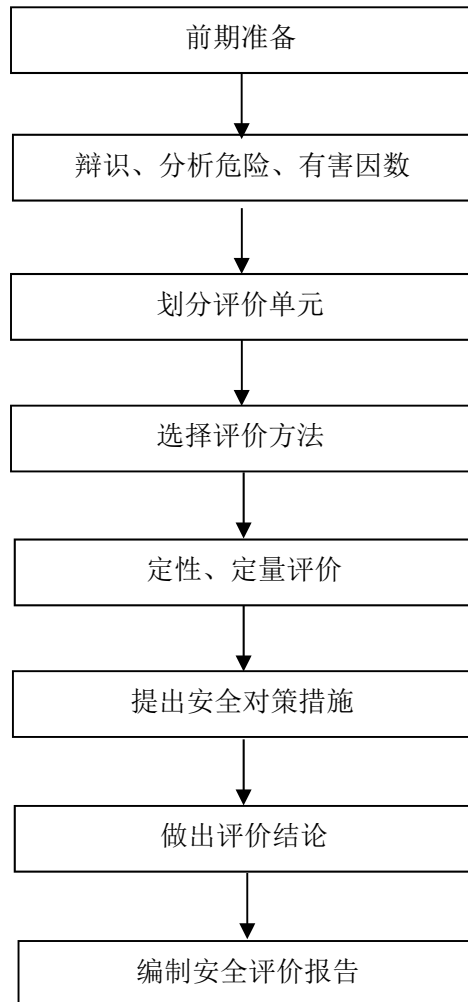 前期准备
辩识、分析危险、有害因数
划分评价单元
选择评价方法
定性、定量评价
提出安全对策措施
做出评价结论
编制安全评价报告